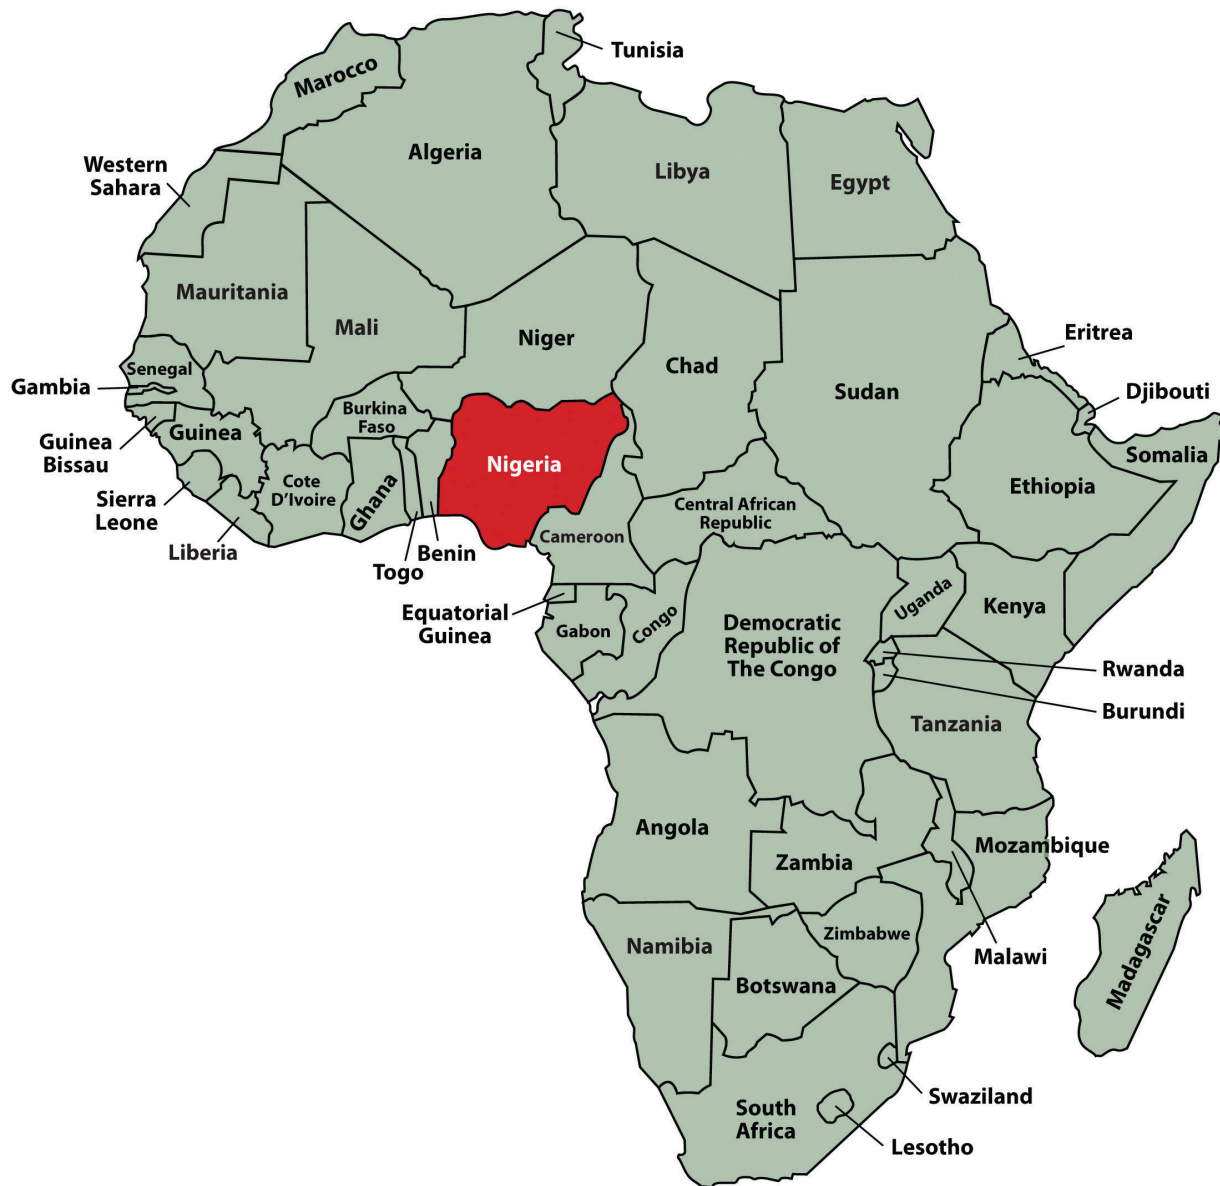 Tunisia
Marocco
Algeria
Western
Sahara
Libya
Egypt
Mauritania
Mali
Niger
Chad
Sudan
Eritrea
Senegal
Gambia
Djibouti
Burkina
Faso
Guinea
Guinea
Bissau
Nigeria
Somalia
Cote
D'Ivoire
Ghana
Ethiopia
Sierra
Leone
Central African
Republic
Liberia
Cameroon
Benin
Togo
Equatorial
Guinea
Gabon
Congo
Democratic
Republic of
The Congo
Uganda
Kenya
Rwanda
Burundi
Tanzania
Angola
Zambia
Mozambique
Malawi
Madagascar
Namibia
Zimbabwe
Botswana
Swaziland
South
Africa
Lesotho